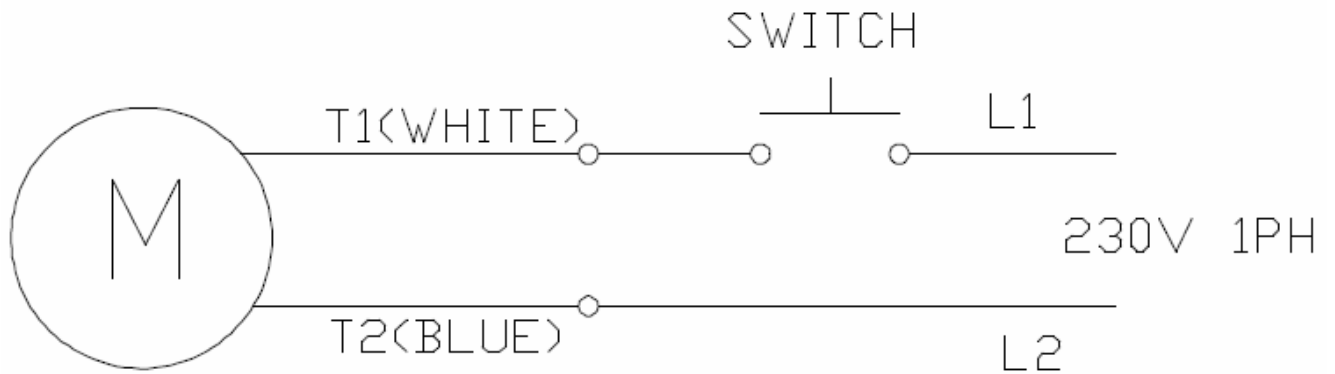 SWITCH
T1(WHITE)
L1
M
230V 1PH
T2(BLUE)
L2